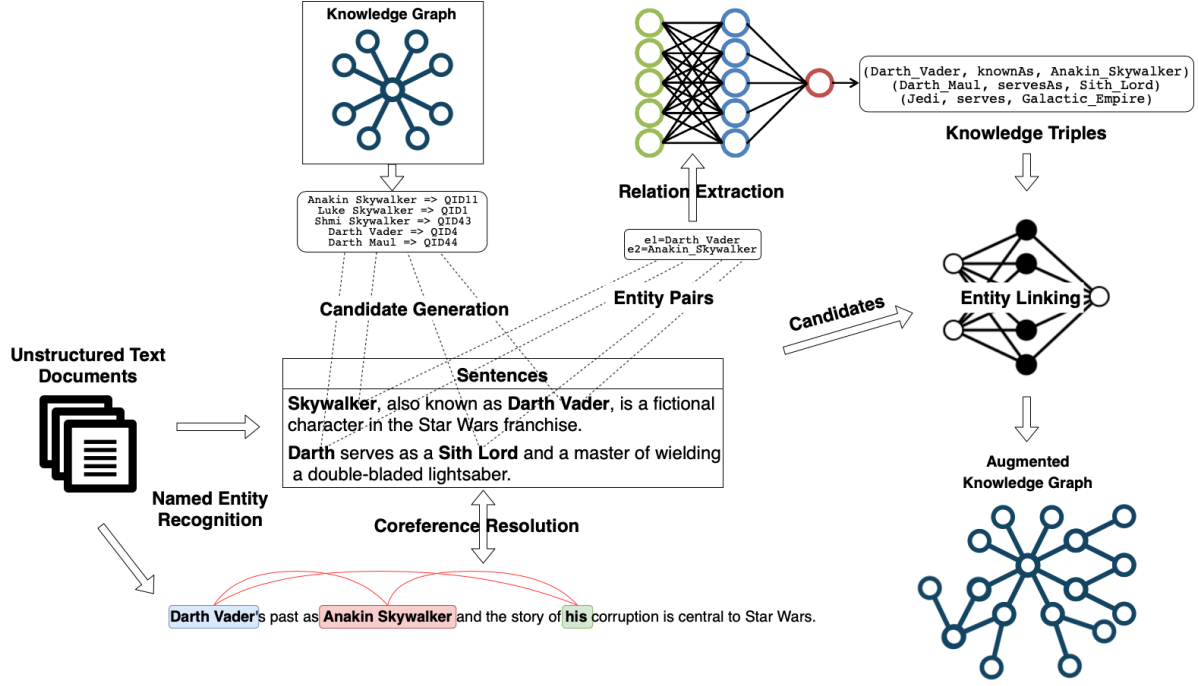 Knowledge Graph
Anakin Skywalker => QID11
Luke Skywalker => QID1
Shmi Skywalker => QID43
Darth Vader => QID4
Darth Maul => QID44
Candidate Generation
(Darth_Vader, knownAs, Anakin_Skywalker)
(Darth_Maul, servesAs, Sith_Lord)
(Jedi, serves, Galactic_Empire)
Knowledge Triples
Relation Extraction
e1=Darth_Vader
e2=Anakin_Skywalker
Entity Pairs
Candidates
Entity Linking
Unstructured Text
Documents
Sentences
Skywalker, also known as Darth Vader, is a fictional
character in the Star Wars franchise.
Darth serves as a Sith Lord and a master of wielding
a double-bladed lightsaber.
Named Entity
Recognition
Coreference Resolution
Augmented
Knowledge Graph
Darth Vader's past as Anakin Skywalker and the story of his corruption is central to Star Wars.